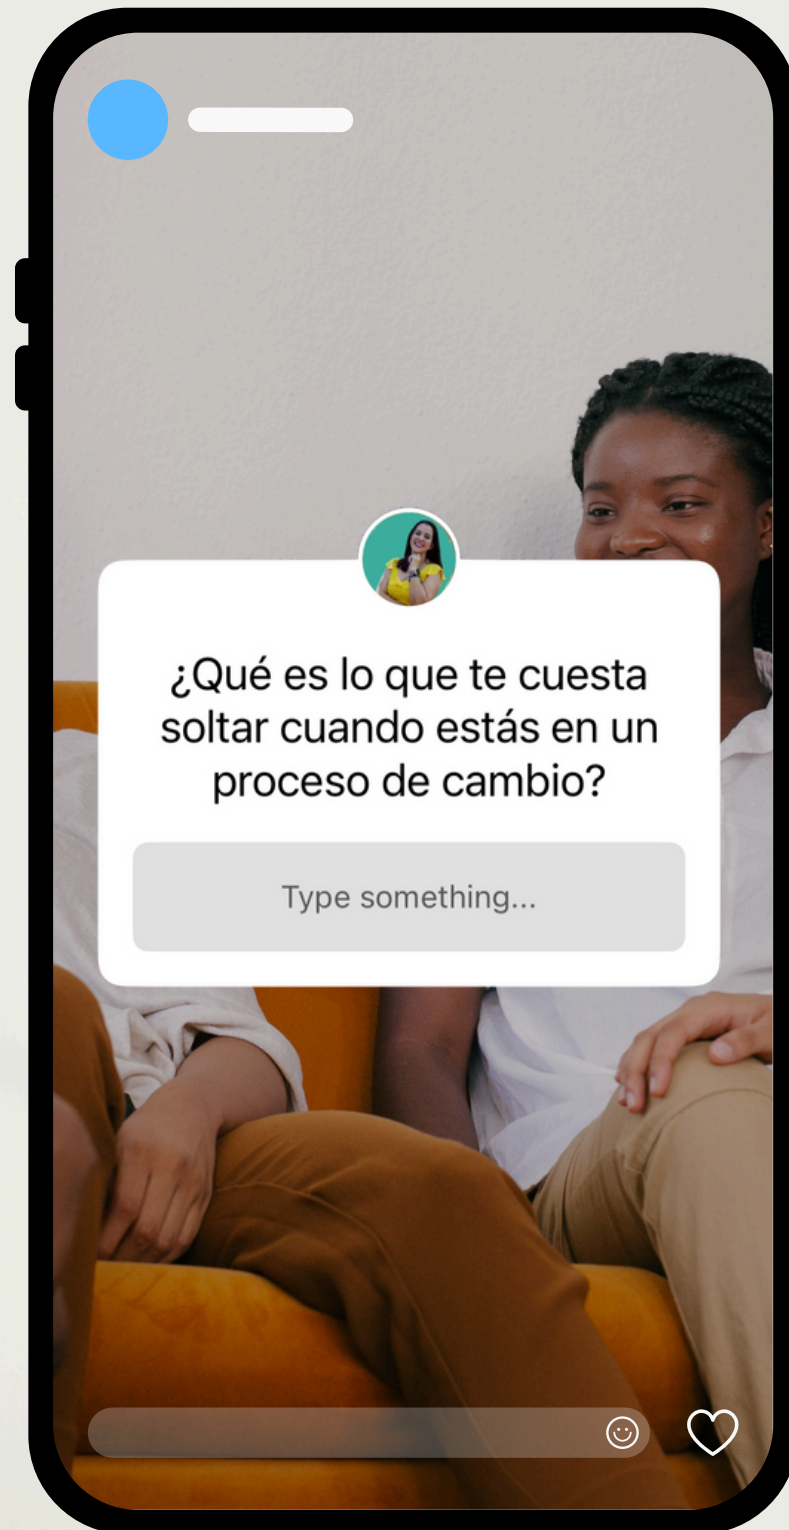 ¿Qué es lo que te cuesta
soltar cuando estás en un
proceso de cambio?
Type something...